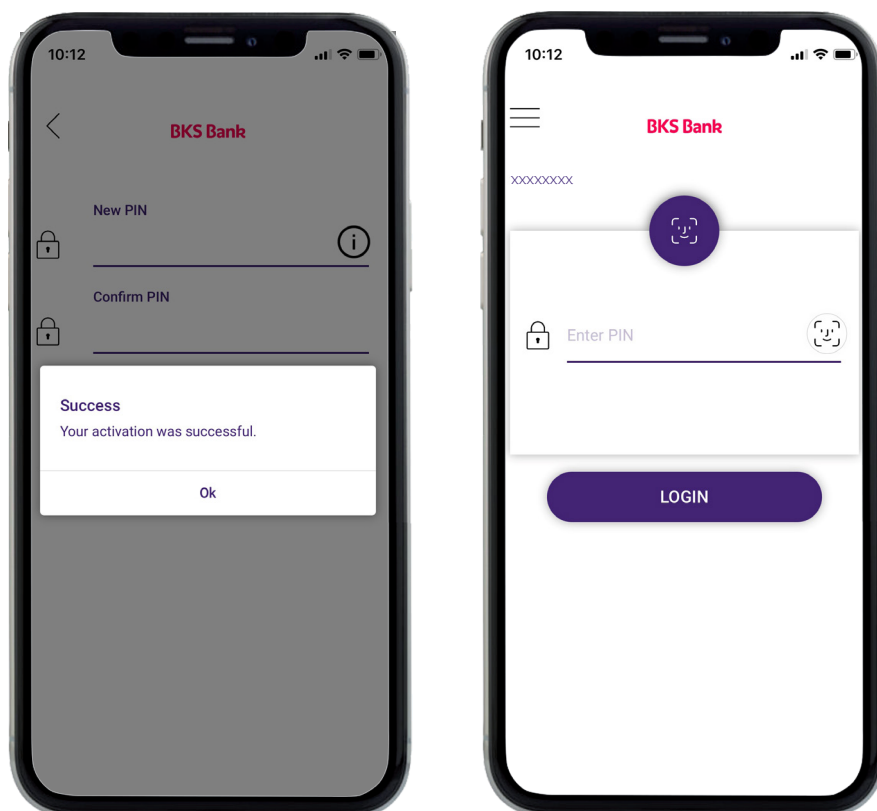 10:12
BKS Bank
New PIN
Confirm PIN
Success
Your activation was successful.
Ok
10:12
BKS Bank
xxxxxxxx
Enter PIN
LOGIN